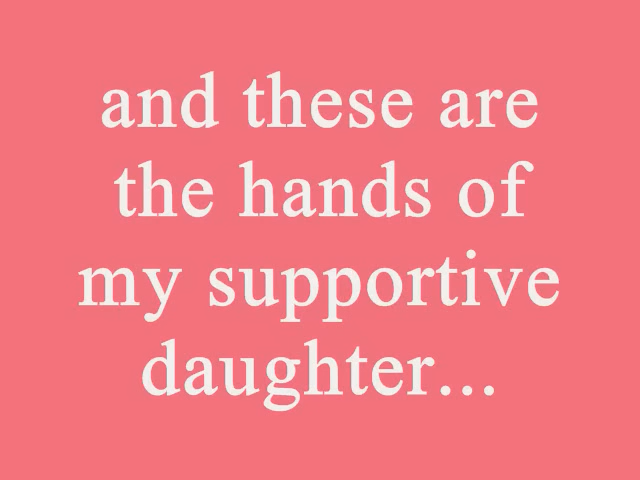 and these are
the hands of
my supportive
daughter...